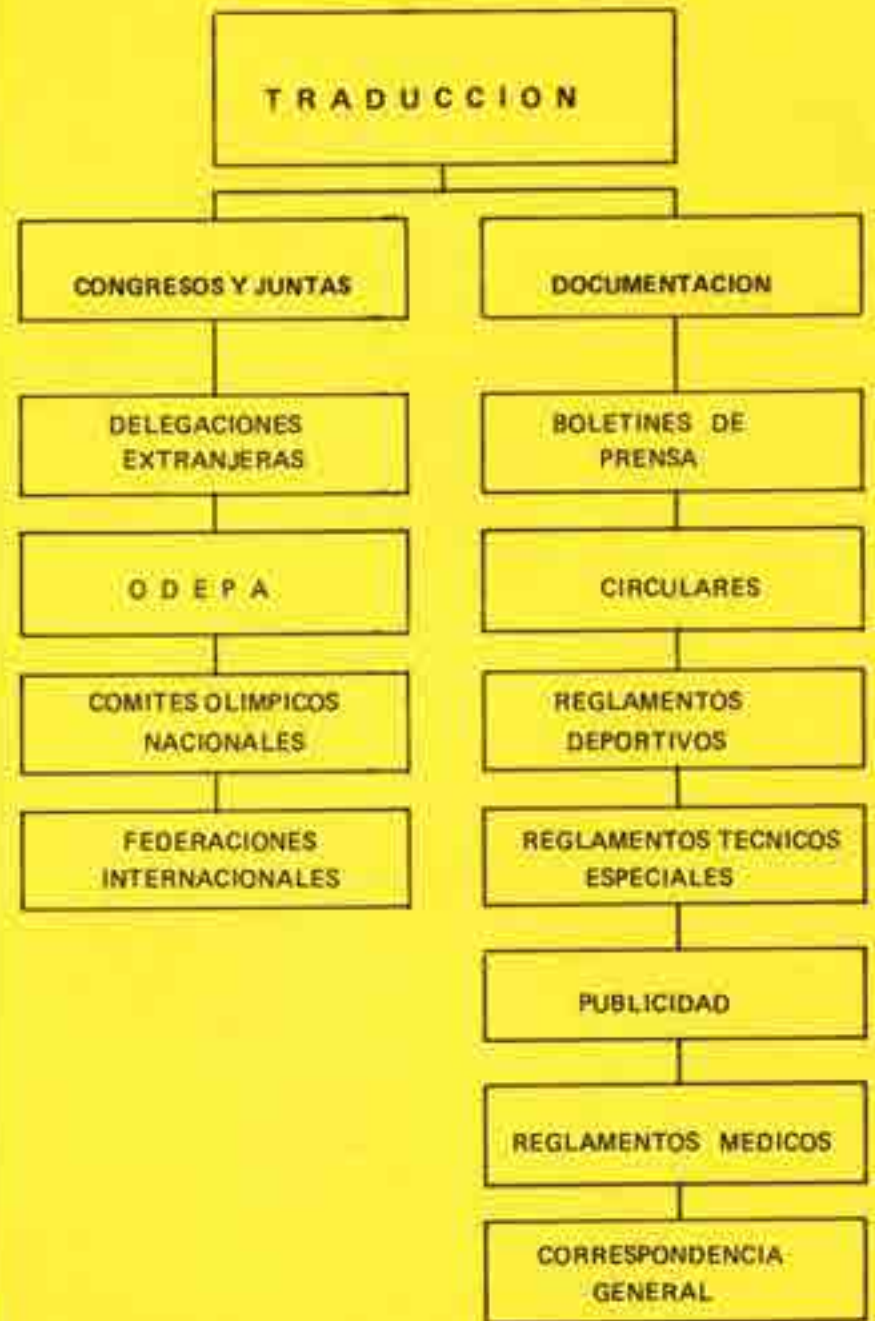 TRADUCCION
CONGRESOS Y JUNTAS
DELEGACIONES
EXTRANJERAS
ODEPA
COMITES OLIMPICOS
NACIONALES
FEDERACIONES
INTERNACIONALES
DOCUMENTACION
BOLETINES DE
PRENSA
CIRCULARES
REGLAMENTOS
DEPORTIVOS
REGLAMENTOS TECNICOS
ESPECIALES
PUBLICIDAD
REGLAMENTOS MEDICOS
CORRESPONDENCIA
GENERAL